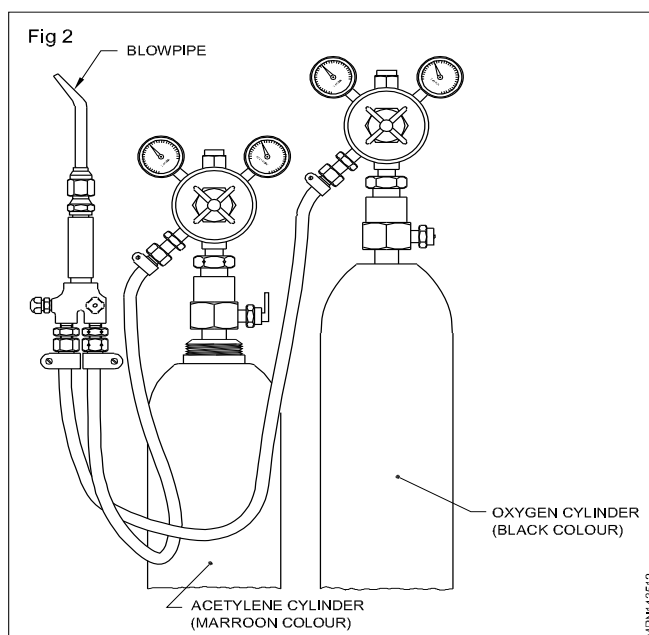 Fig 2
BLOWPIPE
OXYGEN CYLINDER
(BLACK COLOUR)
ACETYLENE CYLINDER
(MARROON COLOUR)